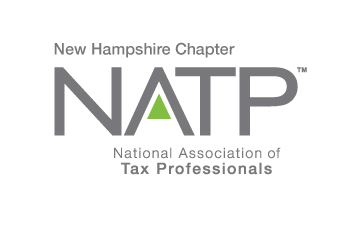 New Hampshire Chapter
NATP™
National Association of
Tax Professionals